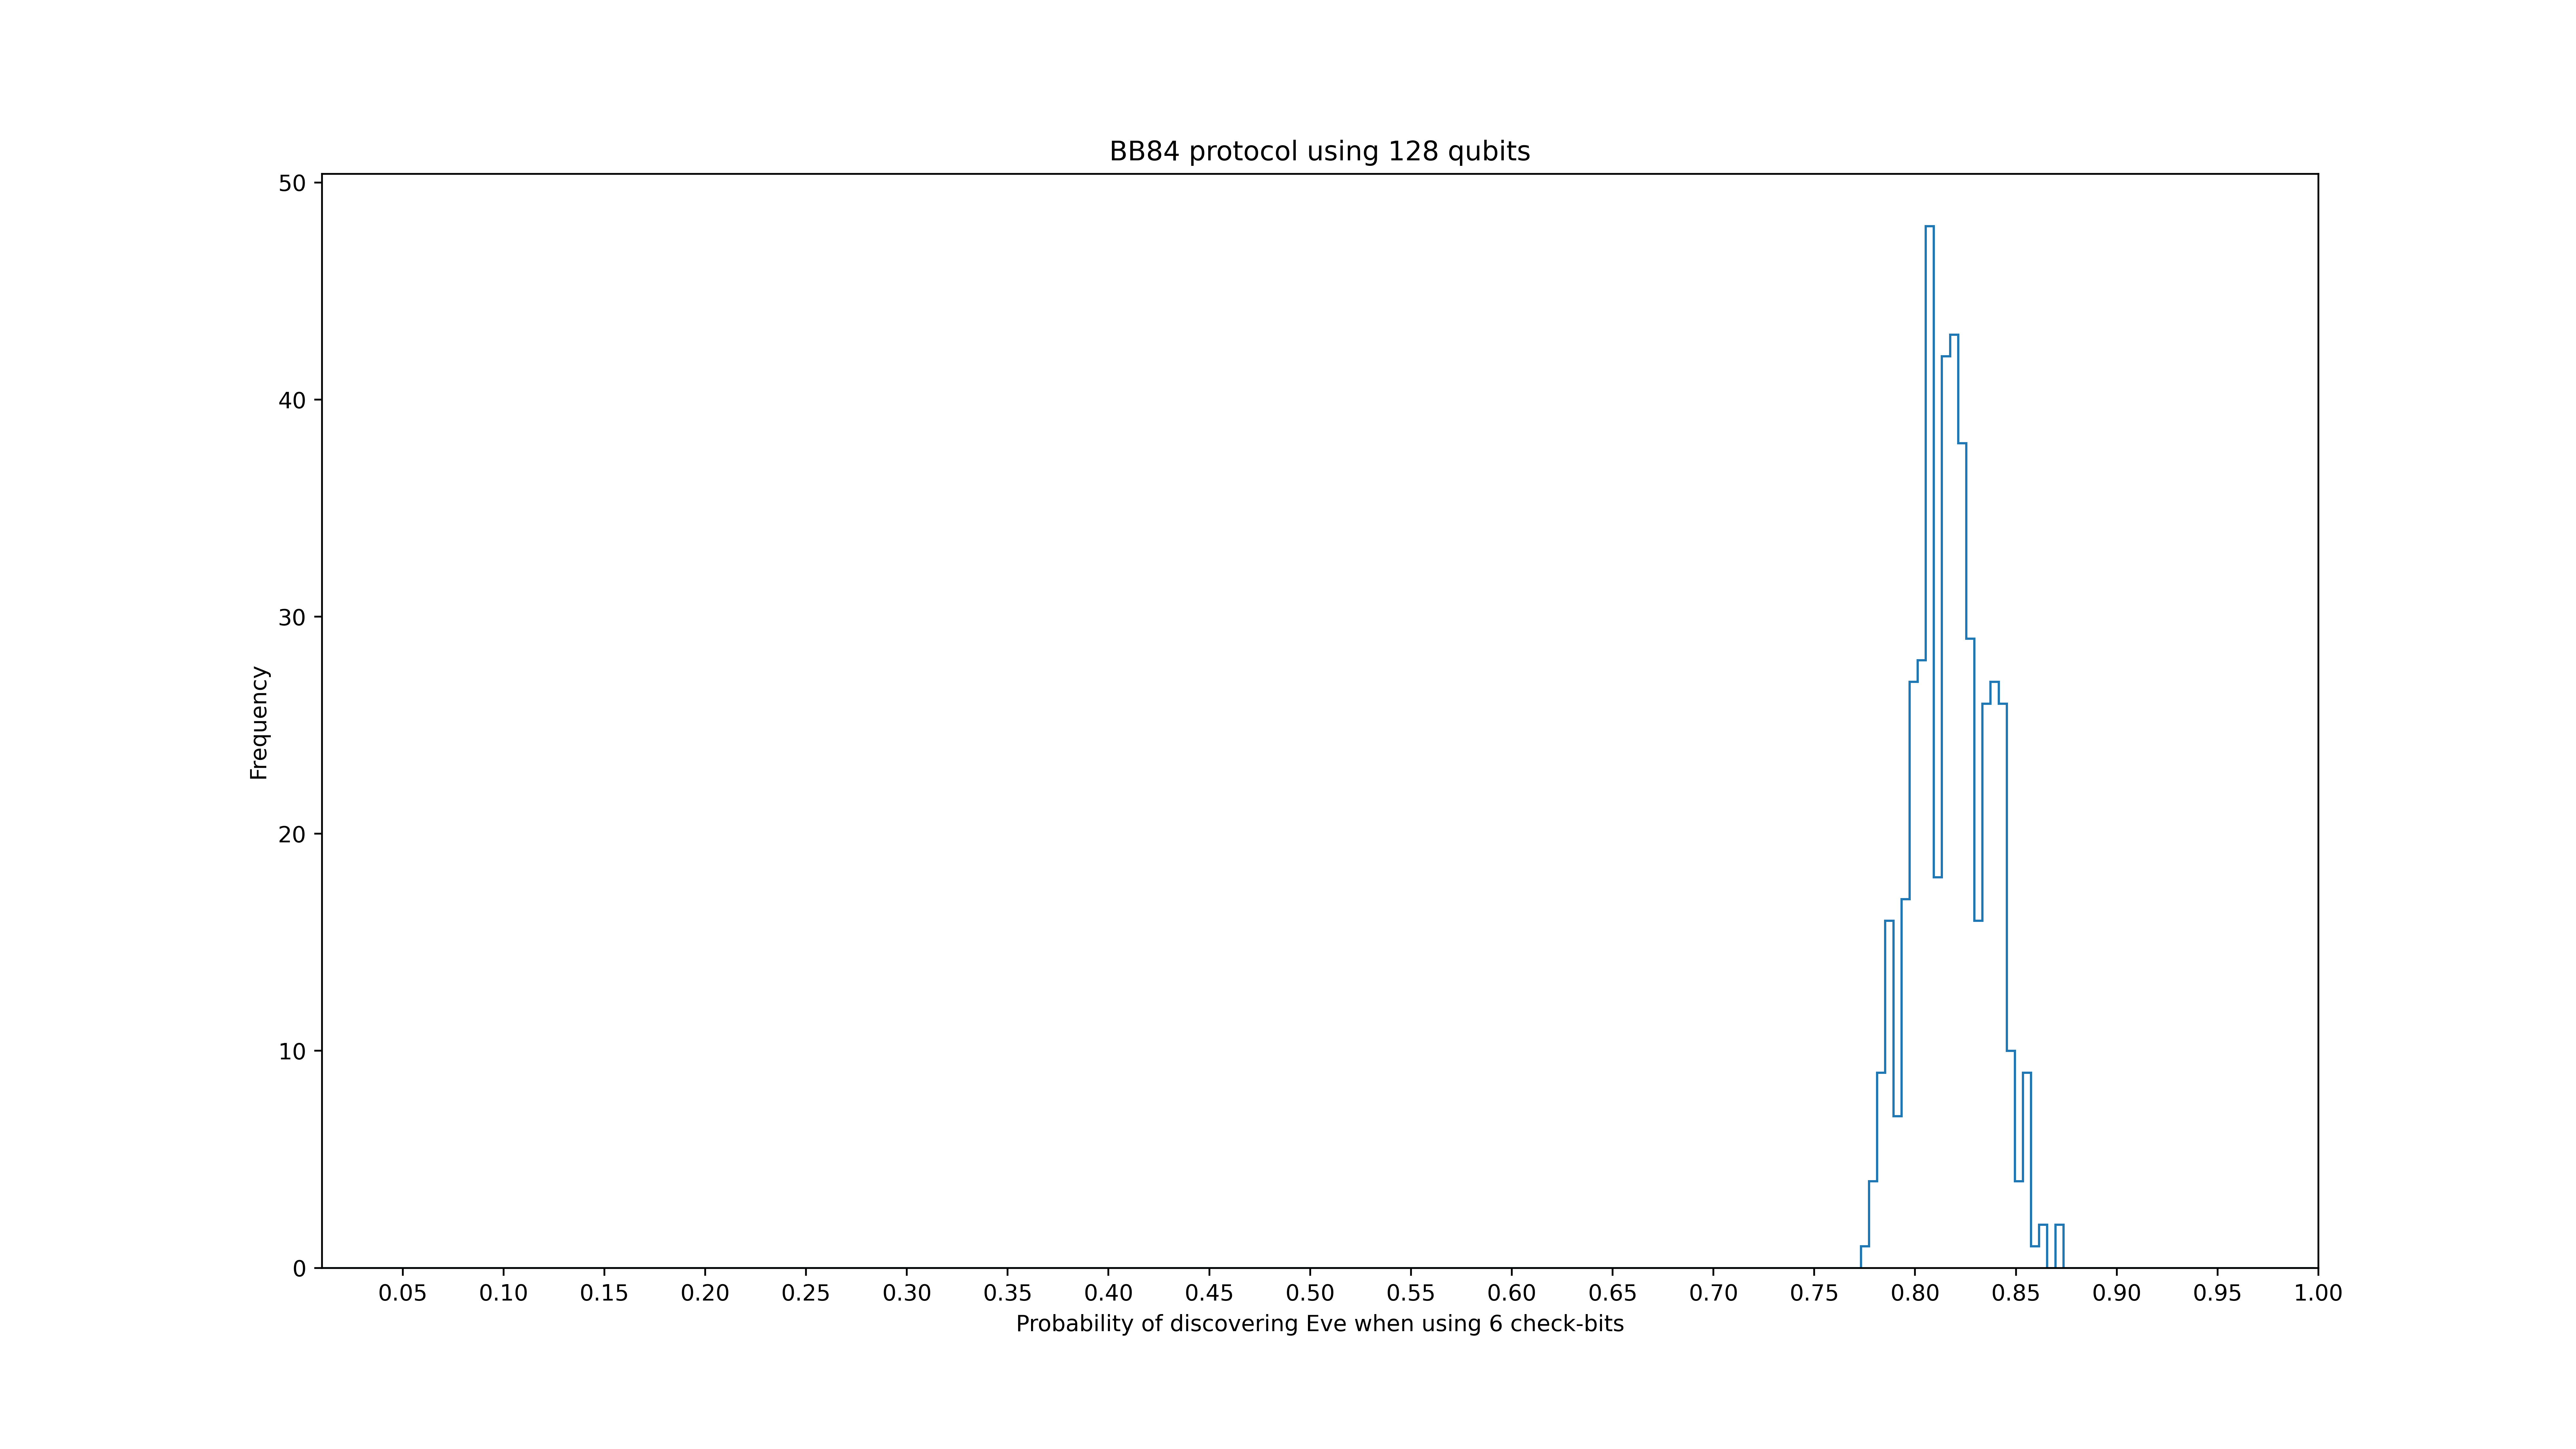 BB84 protocol using 128 qubits
50
40
30
20
10
0
Frequency
0.05 0.10 0.15 0.20 0.25 0.30 0.35 0.40 0.45 0.50 0.55 0.60 0.65 0.70 0.75 0.80 0.85 0.90 0.95 1.00
Probability of discovering Eve when using 6 check-bits